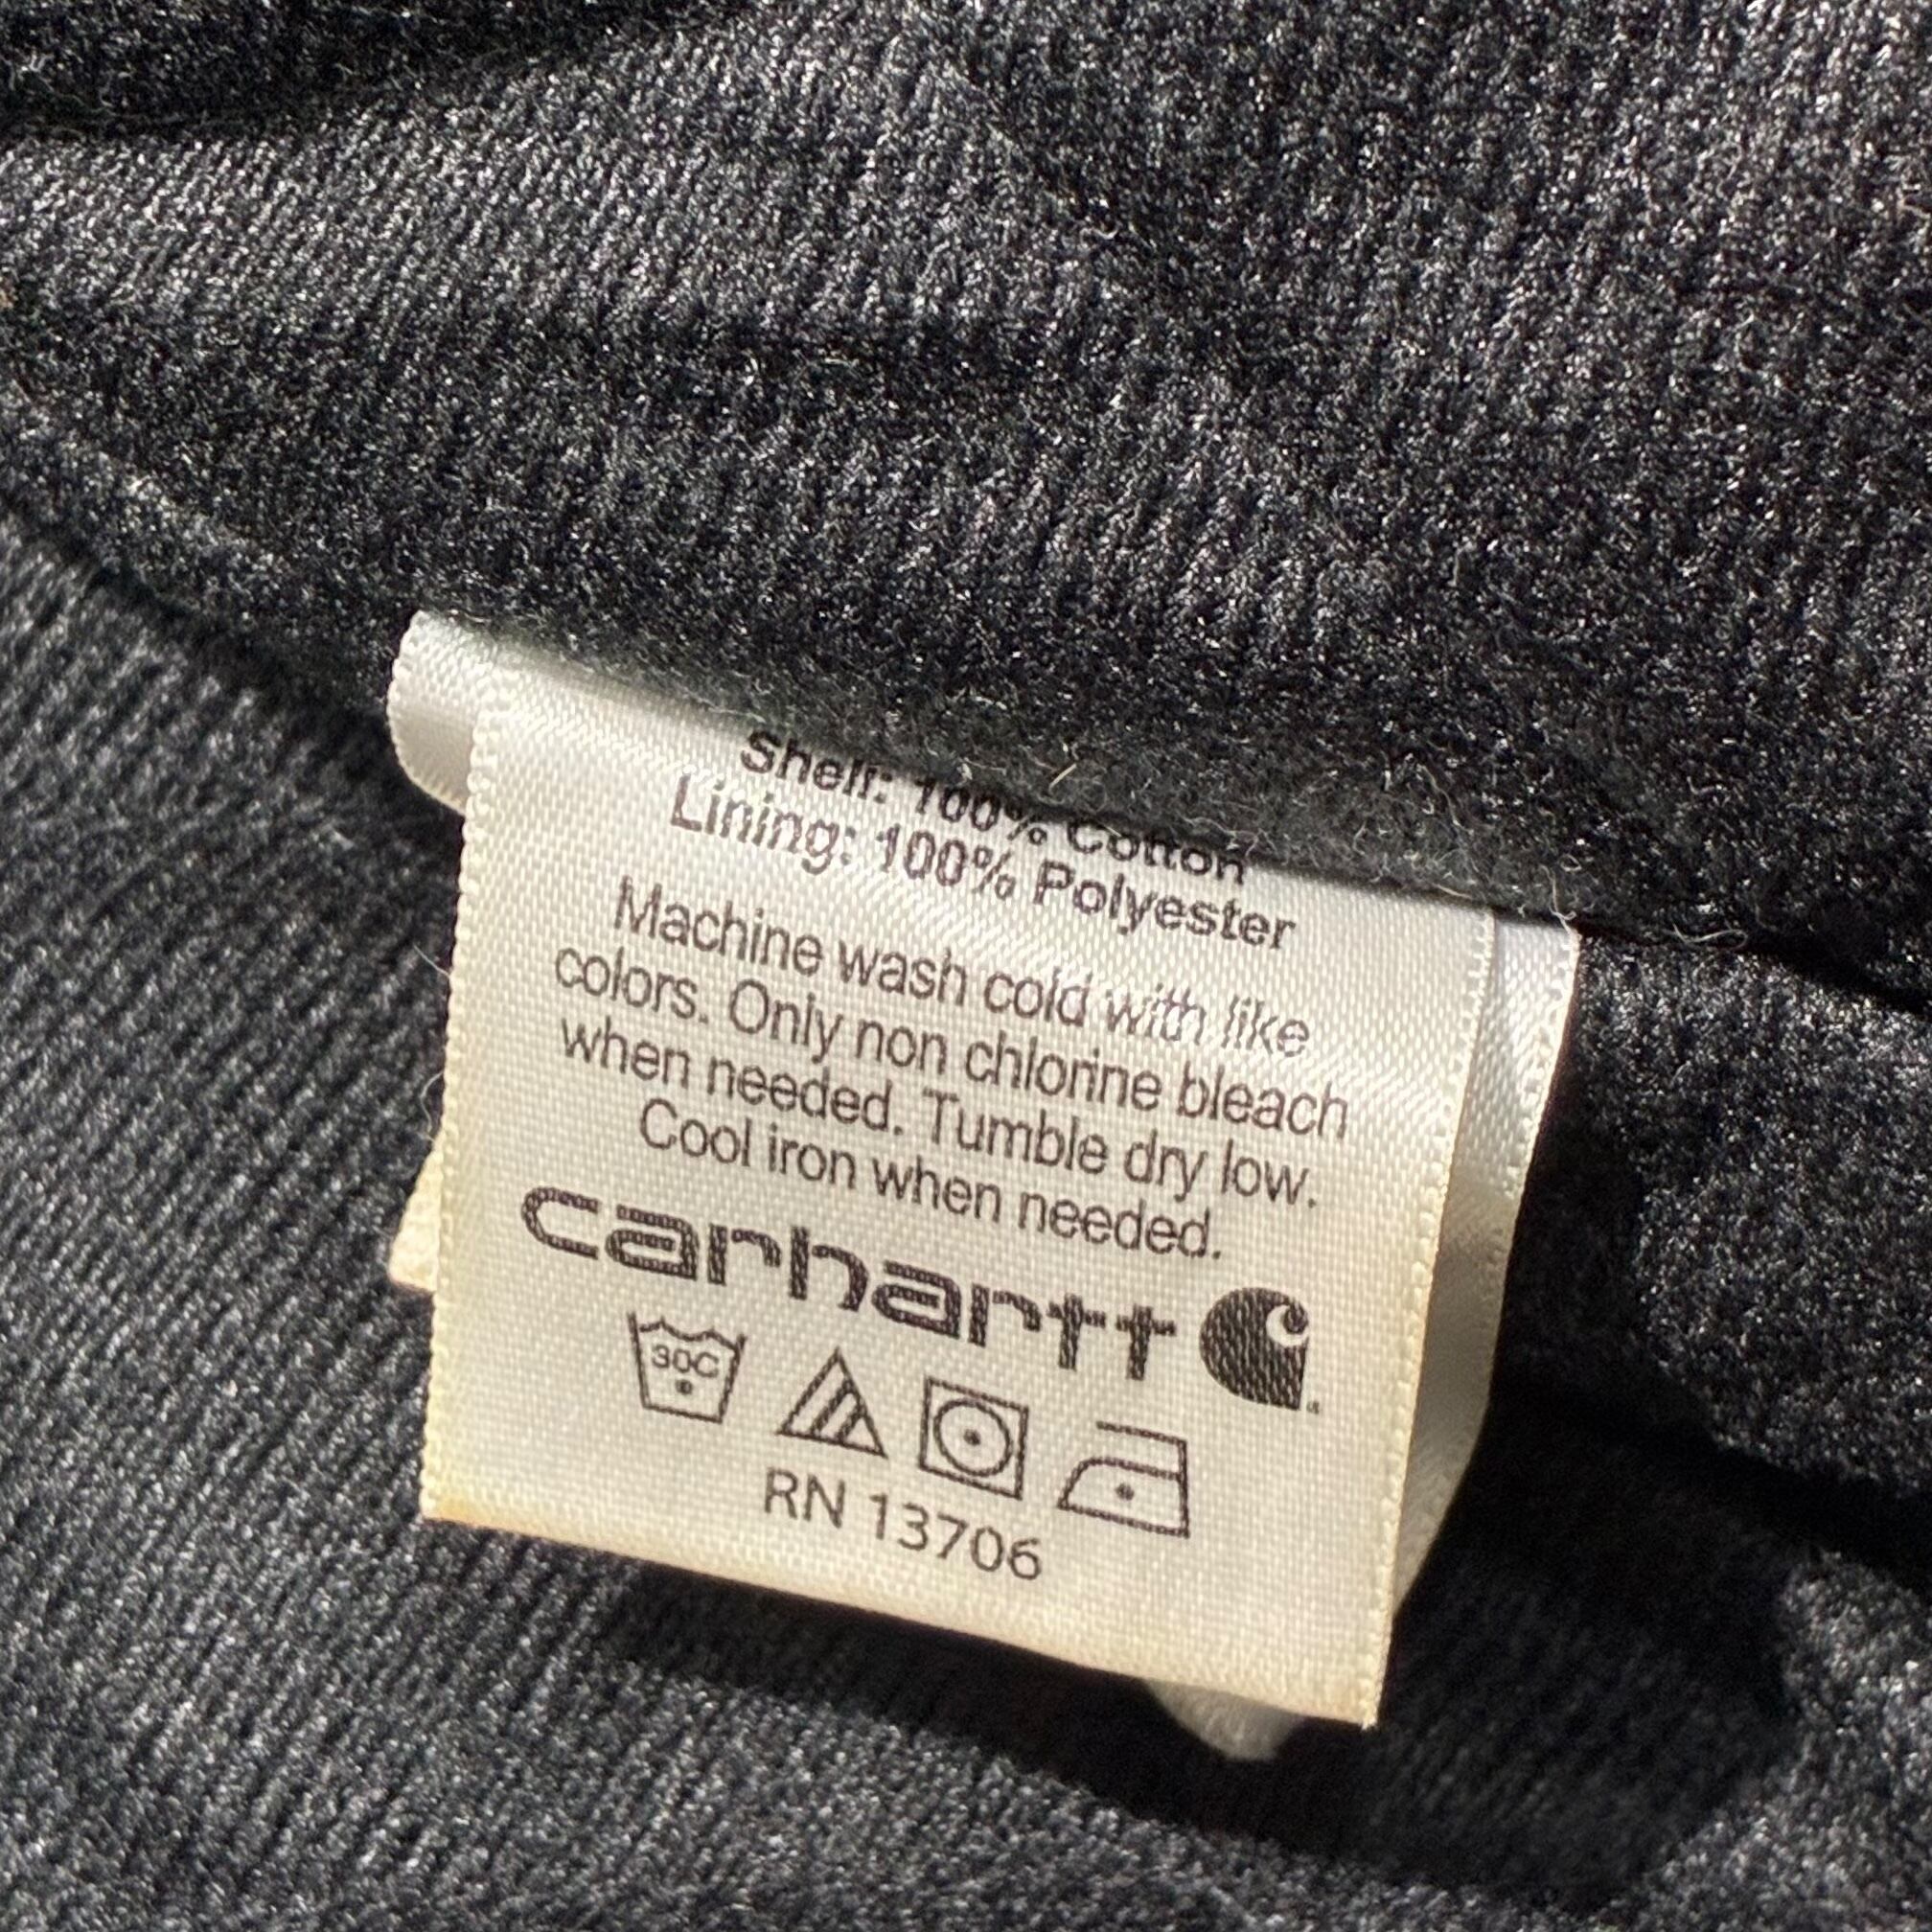 Shell: 100% Cotton
Lining: 100% Polyester
Machine wash cold with like
colors. Only non chlorine bleach
when needed. Tumble dry low.
Cool iron when needed.
carhartt
30C
RN 13706